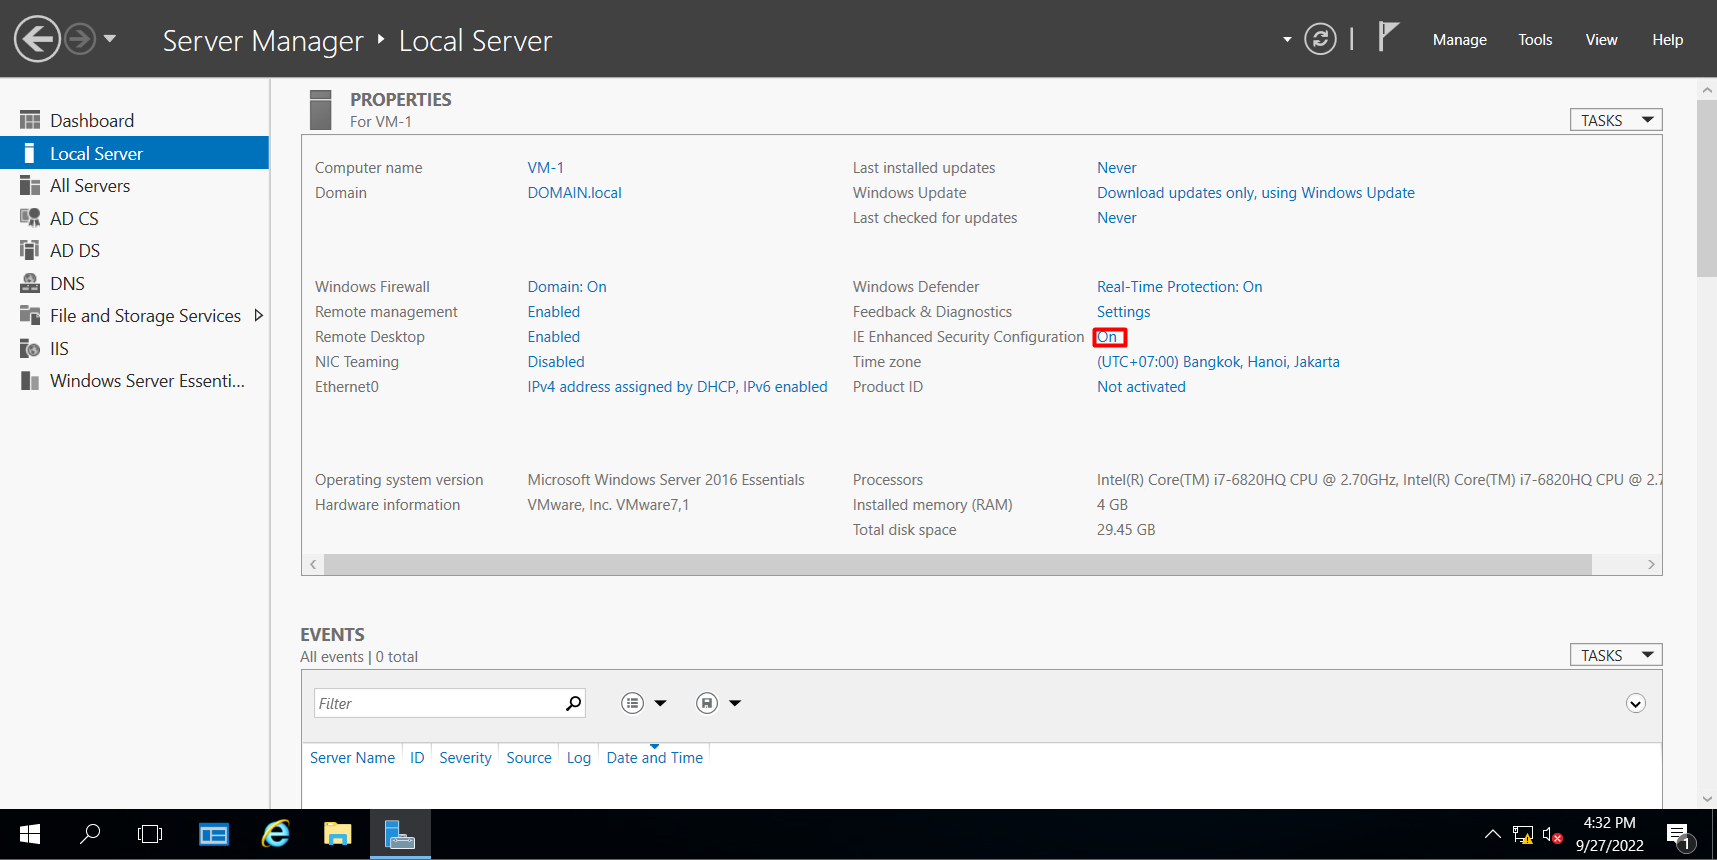 Server Manager ‣ Local Server
Manage Tools View Help
Dashboard
Local Server
All Servers
AD CS
AD DS
DNS
File and Storage Services
IIS
Windows Server Essenti...
PROPERTIES
For VM-1
TASKS
Computer name VM-1
Domain DOMAIN.local
Last installed updates Never
Windows Update Download updates only, using Windows Update
Last checked for updates Never
Windows Firewall Domain: On
Remote management Enabled
Remote Desktop Enabled
NIC Teaming Disabled
Ethernet0 IPv4 address assigned by DHCP, IPv6 enabled
Windows Defender Real-Time Protection: On
Feedback & Diagnostics Settings
IE Enhanced Security Configuration On
Time zone (UTC+07:00) Bangkok, Hanoi, Jakarta
Product ID Not activated
Operating system version Microsoft Windows Server 2016 Essentials
Hardware information VMware, Inc. VMware7,1
Processors Intel(R) Core(TM) i7-6820HQ CPU @ 2.70GHz, Intel(R) Core(TM) i7-6820HQ CPU @ 2.7
Installed memory (RAM) 4 GB
Total disk space 29.45 GB
EVENTS
All events | 0 total
TASKS
Filter
Server Name ID Severity Source Log Date and Time
4:32 PM
9/27/2022
1